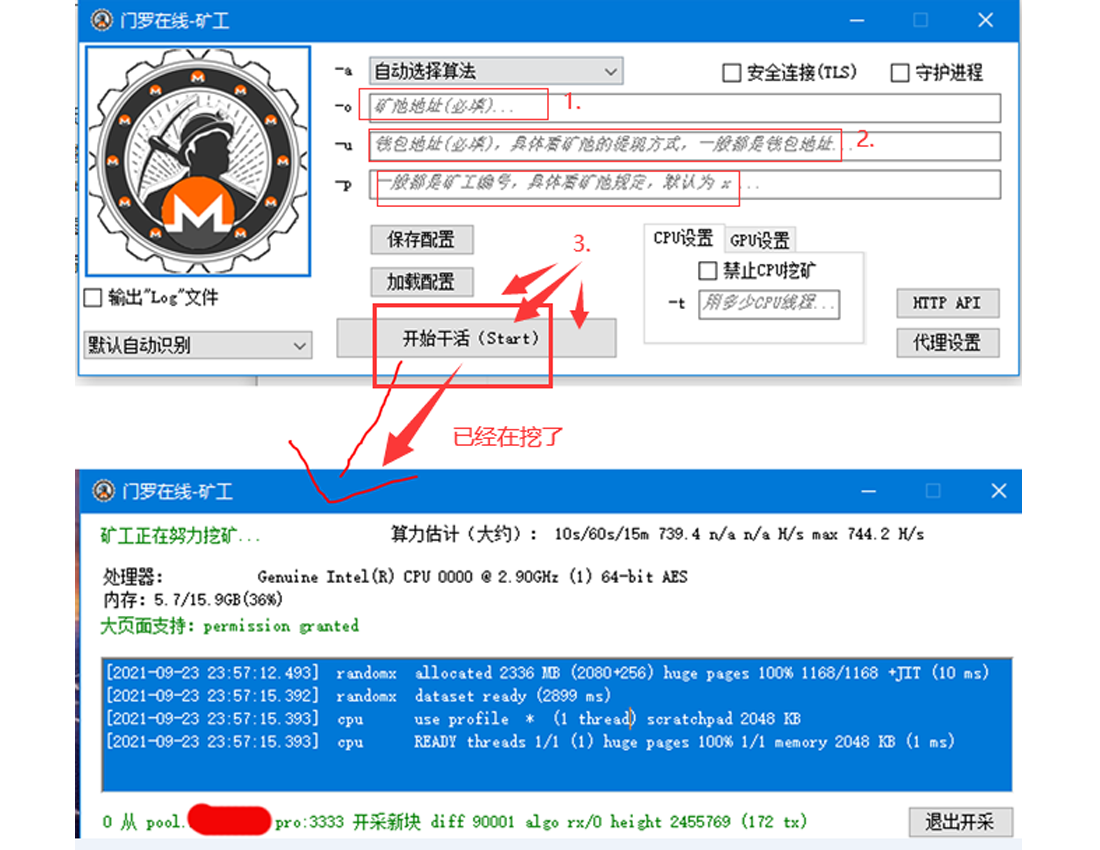 门罗在线-矿工
-a 自动选择算法 安全连接(TLS) 守护进程
-o 矿池地址(必填)... 1.
-u 钱包地址(必填), 具体看矿池的提现方式, 一般都是钱包地址... 2.
-p 一般都是矿工编号, 具体看矿池规定, 默认为 x ...
保存配置 3. CPU设置 GPU设置
加载配置 禁止CPU挖矿
输出"Log"文件 -t 用多少CPU线程... HTTP API
默认自动识别 开始干活(Start) 代理设置
已经在挖了
门罗在线-矿工
矿工正在努力挖矿... 算力估计(大约): 10s/60s/15m 739.4 n/a n/a H/s max 744.2 H/s
处理器: Genuine Intel(R) CPU 0000 @ 2.90GHz (1) 64-bit AES
内存: 5.7/15.9GB(36%)
大页面支持: permission granted
[2021-09-23 23:57:12.493] randomx allocated 2336 MB (2080+256) huge pages 100% 1168/1168 +JIT (10 ms)
[2021-09-23 23:57:15.392] randomx dataset ready (2899 ms)
[2021-09-23 23:57:15.393] cpu use profile * (1 thread) scratchpad 2048 KB
[2021-09-23 23:57:15.393] cpu READY threads 1/1 (1) huge pages 100% 1/1 memory 2048 KB (1 ms)
0 从 pool. pro:3333 开采新块 diff 90001 algo rx/0 height 2455769 (172 tx) 退出开采